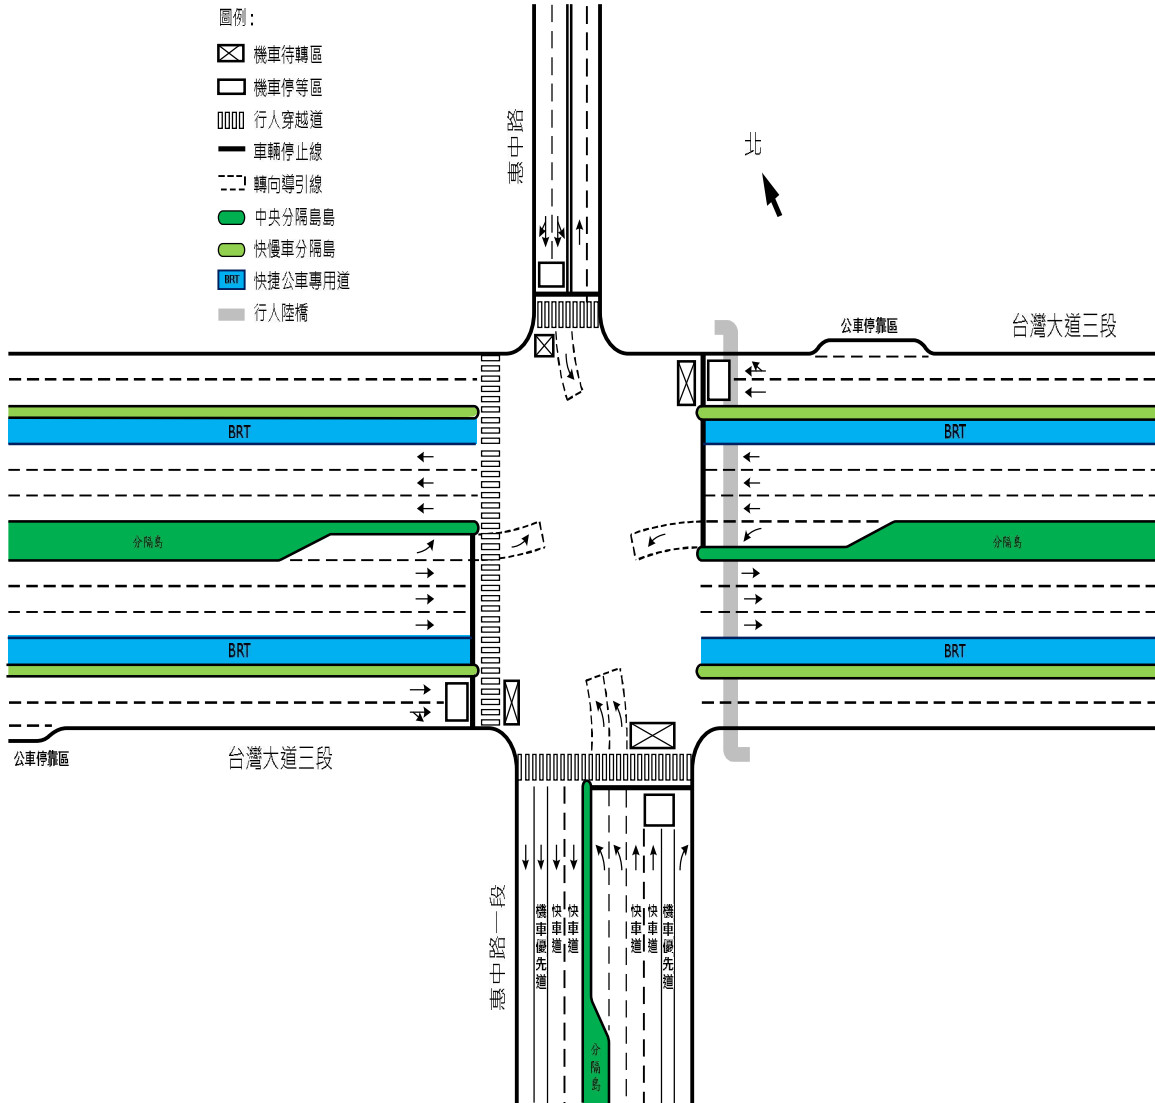 圖例：
機車待轉區
機車停等區
行人穿越道
車輛停止線
轉向導引線
中央分隔島島
快慢車分隔島
BRT 快捷公車專用道
行人陸橋
惠中路
北
公車停靠區
台灣大道三段
BRT
BRT
分隔島
分隔島
BRT
BRT
公車停靠區
台灣大道三段
惠中路一段
機車優先道
快車道
快車道
快車道
快車道
機車優先道
分隔島